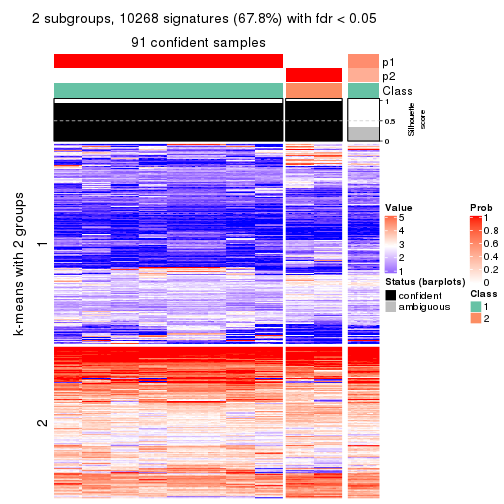 2 subgroups, 10268 signatures (67.8%) with fdr < 0.05
91 confident samples
p1
p2
Class
1
0.5
0
Silhouette
score
k-means with 2 groups
1
2
Value
5
4
3
2
1
Status (barplots)
confident
ambiguous
Prob
1
0.8
0.6
0.4
0.2
0
Class
1
2